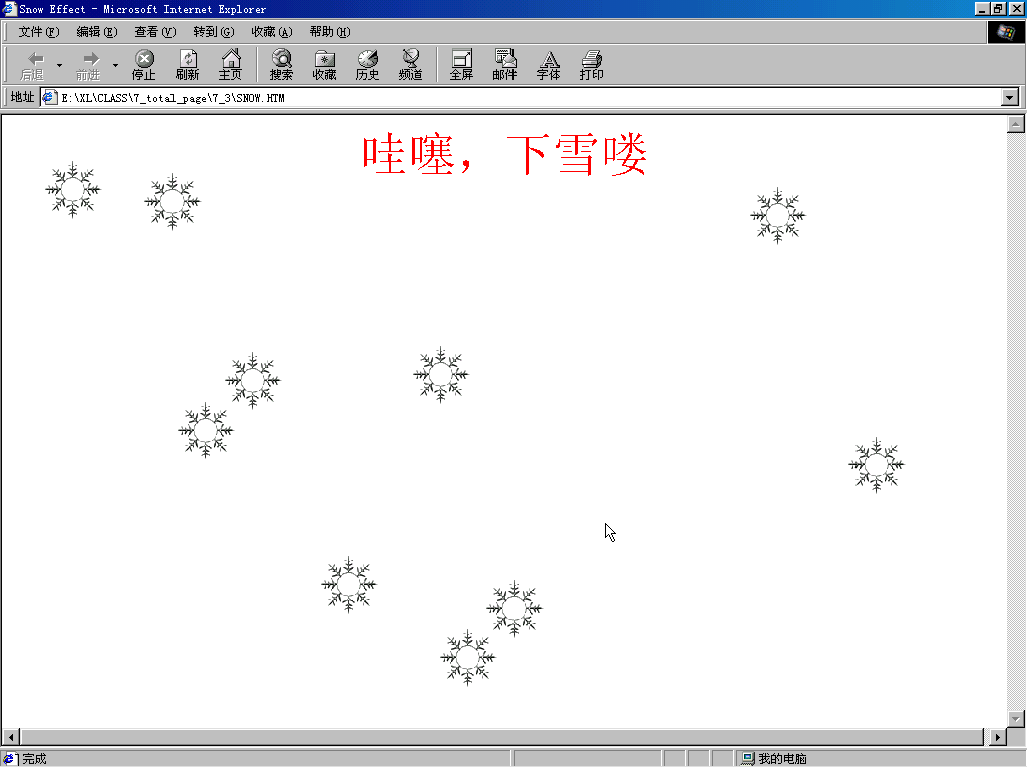 Snow Effect - Microsoft Internet Explorer
文件(F) 编辑(E) 查看(V) 转到(G) 收藏(A) 帮助(H)
后退 前进 停止 刷新 主页 搜索 收藏 历史 频道 全屏 邮件 字体 打印
地址 E:\XL\CLASS\7_total_page\7_3\SNOW.HTM
哇噻，下雪喽
完成 我的电脑